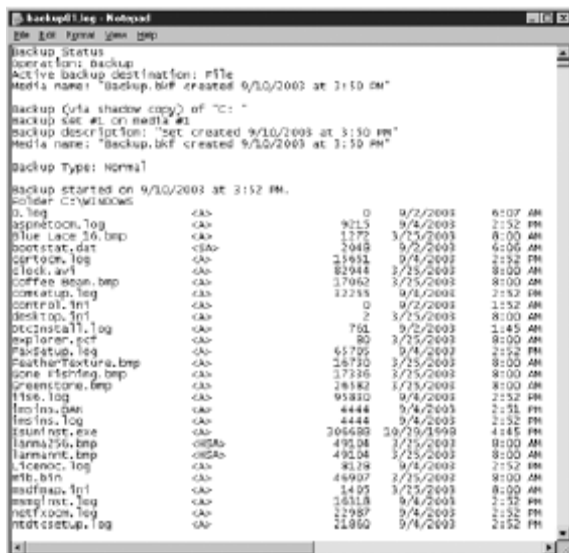 backup01.log - Notepad
File Edit Format View Help
Backup Status
Operation: Backup
Active backup destination: File
Media name: "Backup.bkf created 9/10/2003 at 3:50 PM"
Backup (via shadow copy) of "C: "
Backup set #1 on media #1
Backup description: "Set created 9/10/2003 at 3:50 PM"
Media name: "Backup.bkf created 9/10/2003 at 3:50 PM"
Backup Type: Normal
Backup started on 9/10/2003 at 3:52 PM.
Folder C:\WINDOWS
0.log <A> 0 9/2/2003 6:07 AM
aspnetocm.log <A> 9215 9/4/2003 2:52 PM
Blue Lace 16.bmp <A> 1272 3/25/2003 8:00 AM
bootstat.dat <SA> 2048 9/2/2003 6:06 AM
certocm.log <A> 15651 9/4/2003 2:52 PM
clock.avi <A> 82944 3/25/2003 8:00 AM
Coffee Bean.bmp <A> 17062 3/25/2003 8:00 AM
comsetup.log <A> 32255 9/4/2003 2:52 PM
control.ini <A> 0 9/2/2003 1:52 PM
desktop.ini <A> 2 3/25/2003 8:00 AM
DtcInstall.log <A> 761 9/2/2003 1:45 AM
explorer.scf <A> 80 3/25/2003 8:00 AM
FaxSetup.log <A> 65705 9/4/2003 2:52 PM
FeatherTexture.bmp <A> 16730 3/25/2003 8:00 AM
Gone Fishing.bmp <A> 17336 3/25/2003 8:00 AM
Greenstone.bmp <A> 26582 3/25/2003 8:00 AM
iis6.log <A> 95830 9/4/2003 2:52 PM
imsins.BAK <A> 4444 9/4/2003 2:51 PM
imsins.log <A> 4444 9/4/2003 2:52 PM
IsUninst.exe <A> 306688 10/29/1998 4:45 PM
lanma256.bmp <HSA> 49104 3/25/2003 8:00 AM
lanmannt.bmp <HSA> 49104 3/25/2003 8:00 AM
Licenoc.log <A> 8128 9/4/2003 2:52 PM
mib.bin <A> 46907 3/25/2003 8:00 AM
msdfmap.ini <A> 1405 3/25/2003 8:00 AM
msmqinst.log <A> 16318 9/4/2003 2:52 PM
netfxocm.log <A> 22987 9/4/2003 2:52 PM
ntdtcsetup.log <A> 21860 9/4/2003 2:52 PM